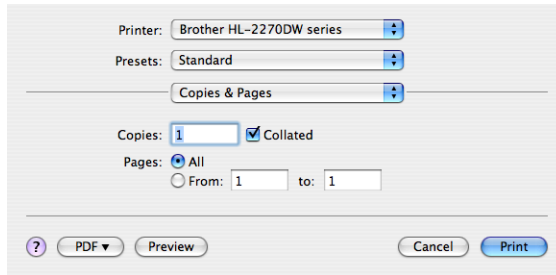 Printer: Brother HL-2270DW series
Presets: Standard
Copies & Pages
Copies: 1 Collated
Pages: All
From: 1 to: 1
? PDF ▼ Preview Cancel Print